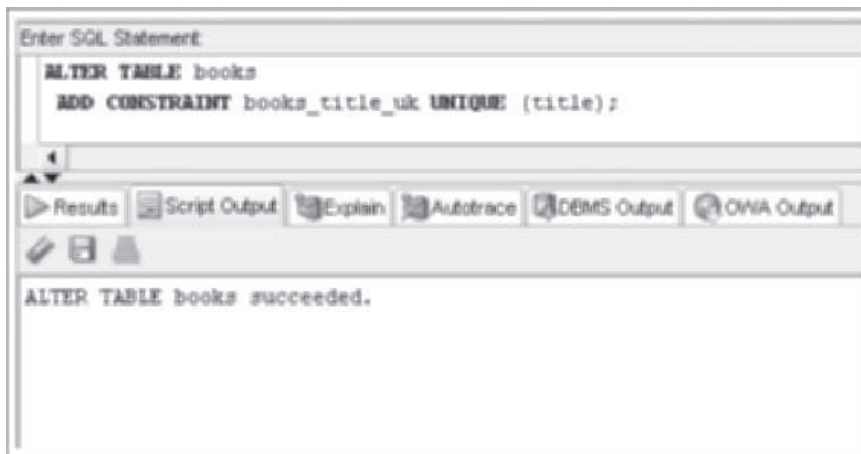 Enter SQL Statement:
ALTER TABLE books
ADD CONSTRAINT books_title_uk UNIQUE (title);
Results Script Output Explain Autotrace DBMS Output OWA Output
ALTER TABLE books succeeded.